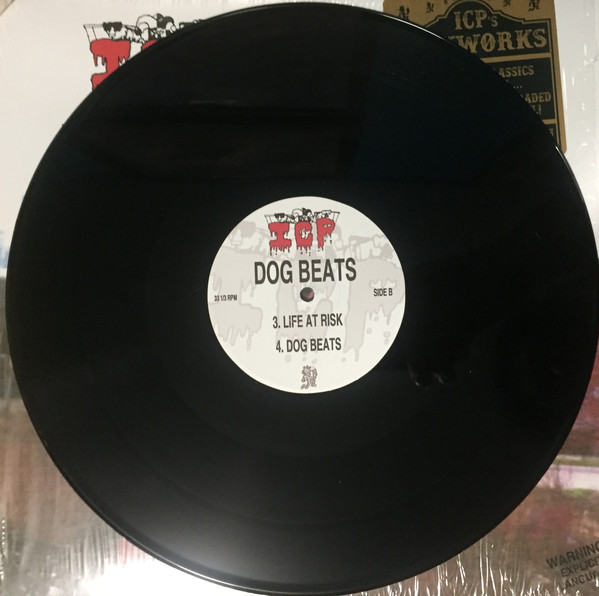 ICP's
WORKS
ASSICS
ADED
ICP
DOG BEATS
33 1/3 RPM
SIDE B
3. LIFE AT RISK
4. DOG BEATS
WARNING
EXPLICI